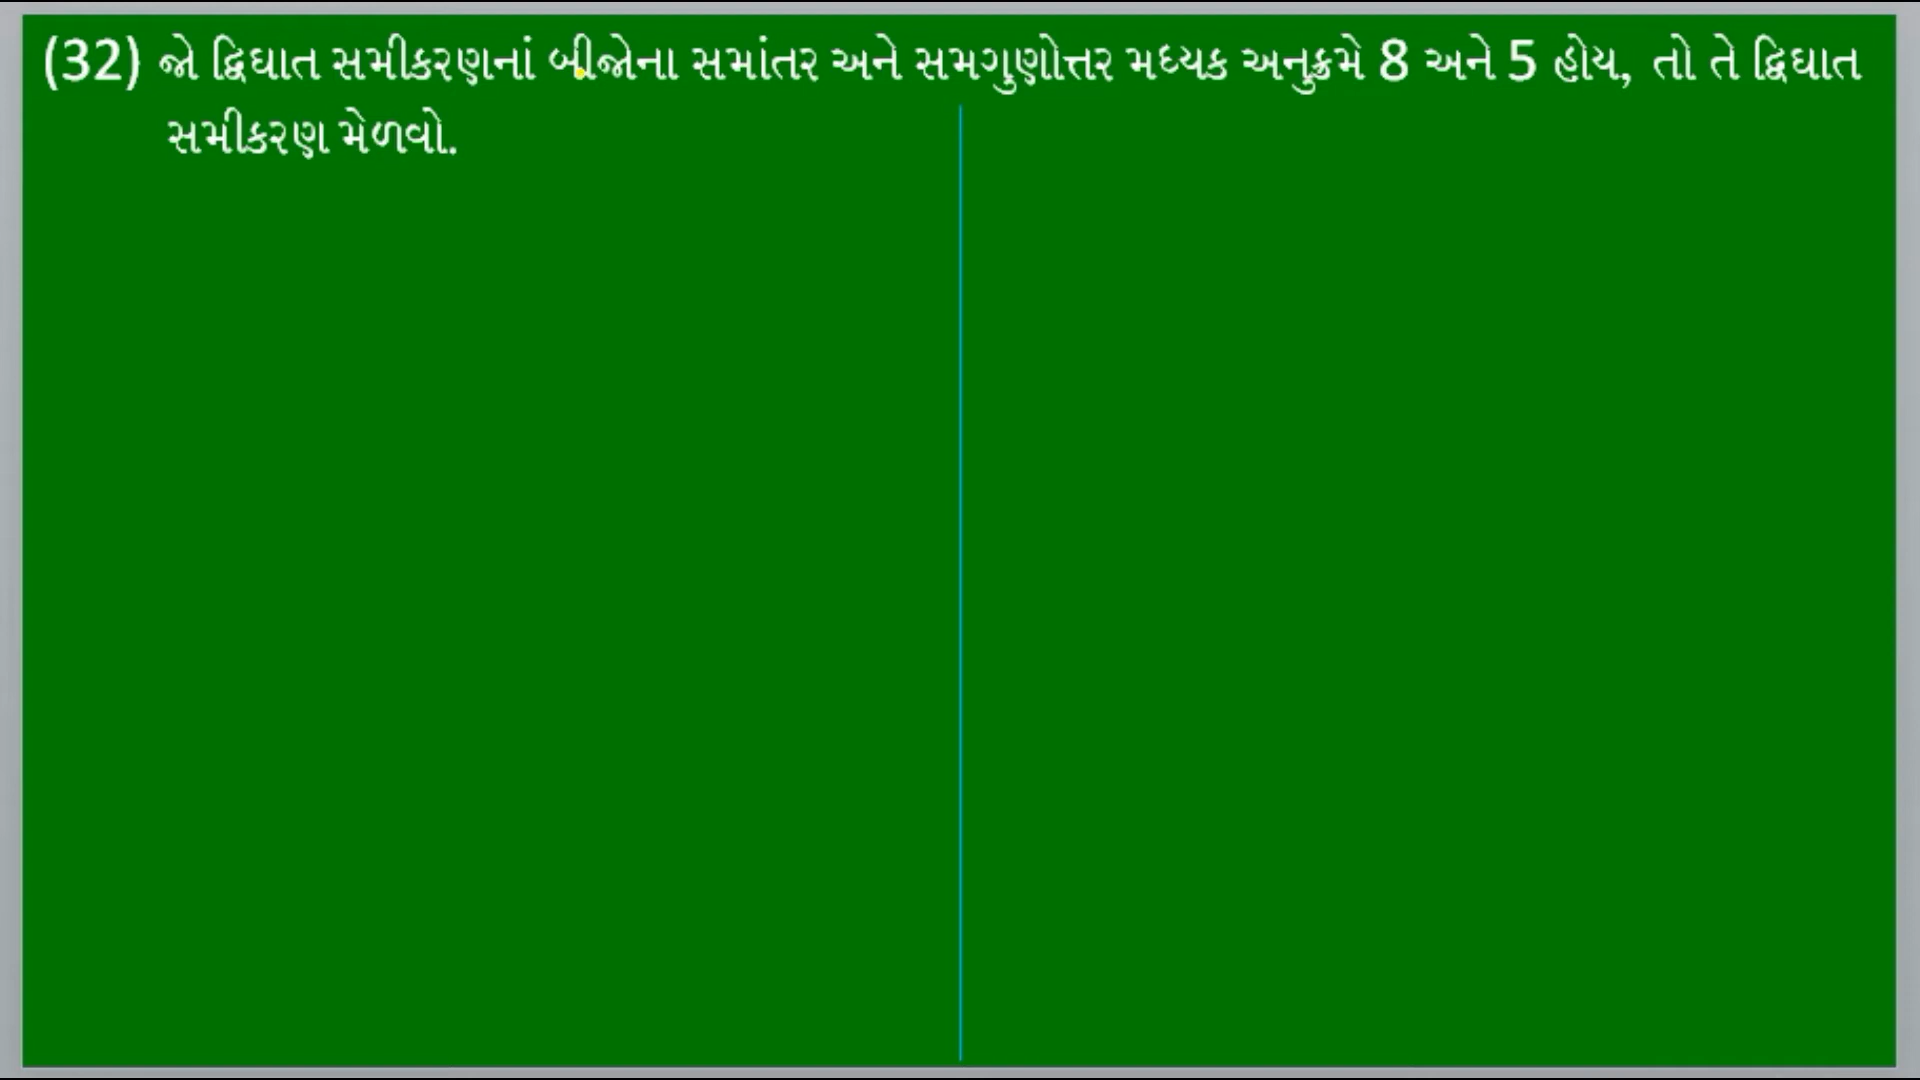 (32) જો દ્વિઘાત સમીકરણનાં બીજોના સમાંતર અને સમગુણોત્તર મધ્યક અનુક્રમે 8 અને 5 હોય, તો તે દ્વિઘાત
સમીકરણ મેળવો.